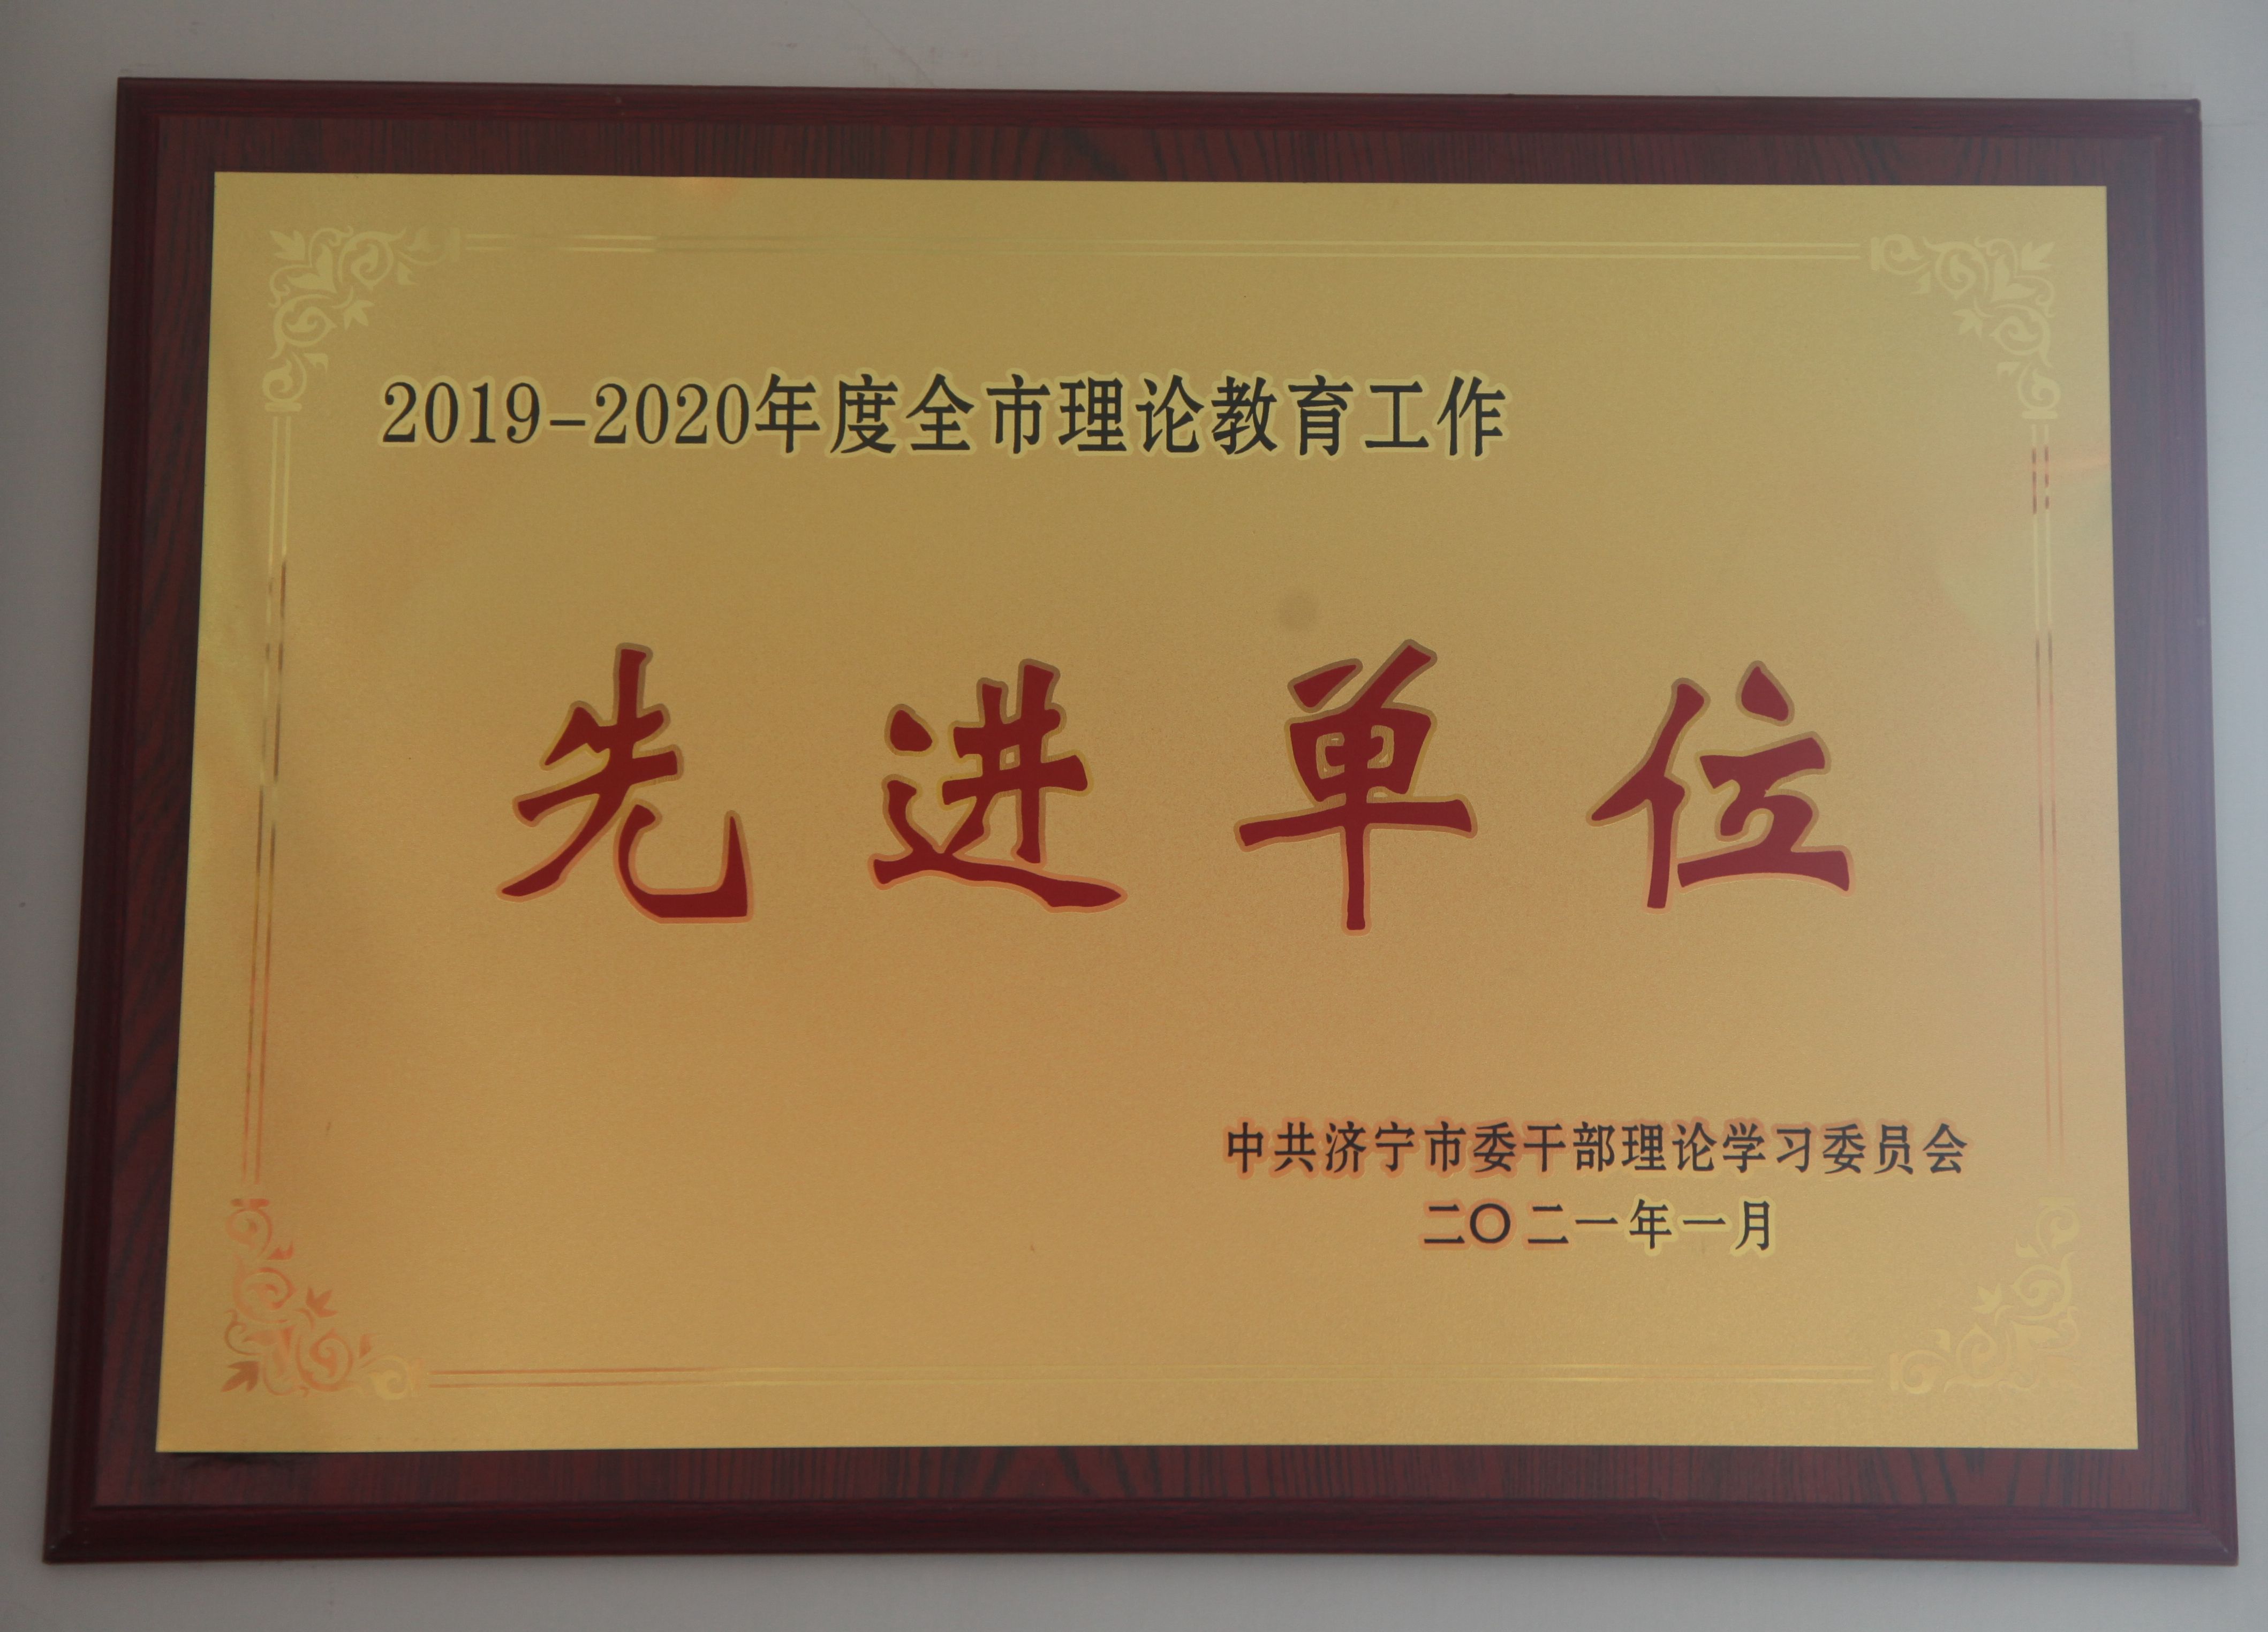 2019-2020年度全市理论教育工作
先进单位
中共济宁市委干部理论学习委员会
二〇二一年一月